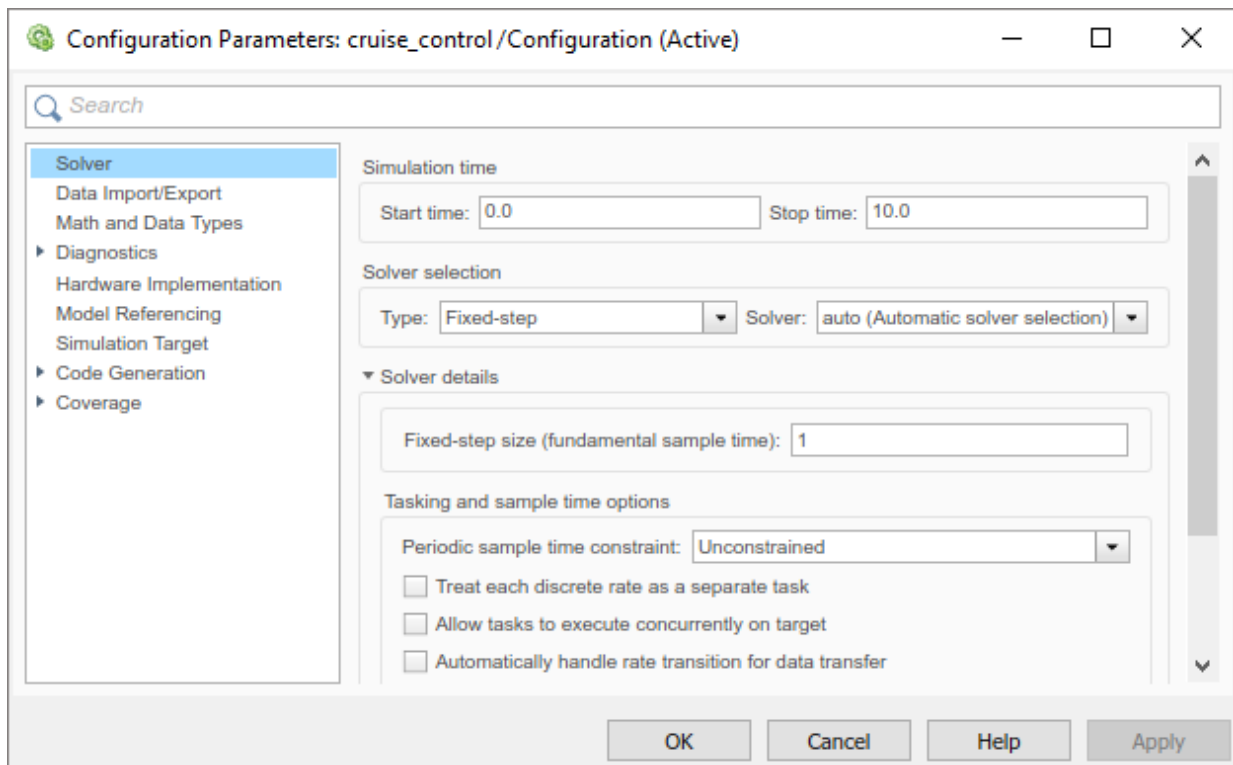 Configuration Parameters: cruise_control/Configuration (Active)
Search
Solver
Data Import/Export
Math and Data Types
Diagnostics
Hardware Implementation
Model Referencing
Simulation Target
Code Generation
Coverage
Simulation time
Start time: 0.0 Stop time: 10.0
Solver selection
Type: Fixed-step Solver: auto (Automatic solver selection)
Solver details
Fixed-step size (fundamental sample time): 1
Tasking and sample time options
Periodic sample time constraint: Unconstrained
Treat each discrete rate as a separate task
Allow tasks to execute concurrently on target
Automatically handle rate transition for data transfer
OK Cancel Help Apply